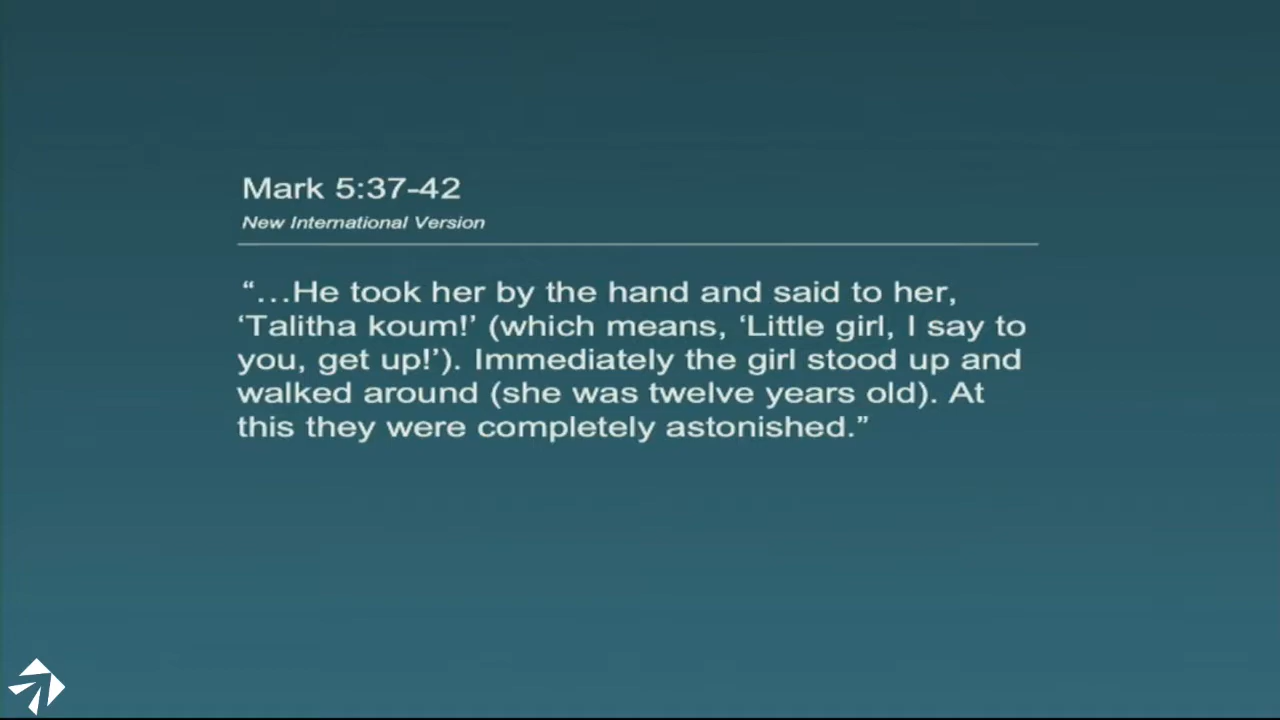 Mark 5:37-42
New International Version
“…He took her by the hand and said to her,
‘Talitha koum!’ (which means, ‘Little girl, I say to
you, get up!’). Immediately the girl stood up and
walked around (she was twelve years old). At
this they were completely astonished.”